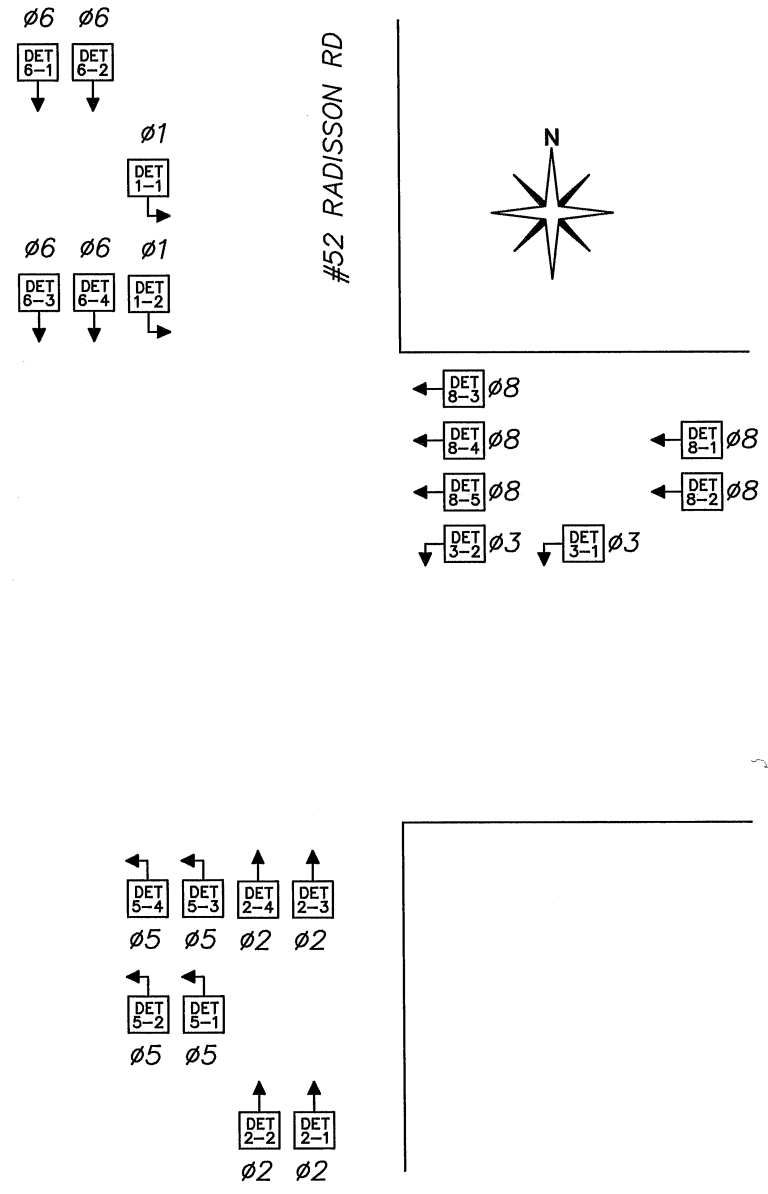 ø6 ø6
DET 6-1 DET 6-2
ø1
DET 1-1
#52 RADISSON RD
N
ø6 ø6 ø1
DET 6-3 DET 6-4 DET 1-2
DET 8-3 ø8
DET 8-4 ø8 DET 8-1 ø8
DET 8-5 ø8 DET 8-2 ø8
DET 3-2 ø3 DET 3-1 ø3
DET 5-4 DET 5-3 DET 2-4 DET 2-3
ø5 ø5 ø2 ø2
DET 5-2 DET 5-1
ø5 ø5
DET 2-2 DET 2-1
ø2 ø2